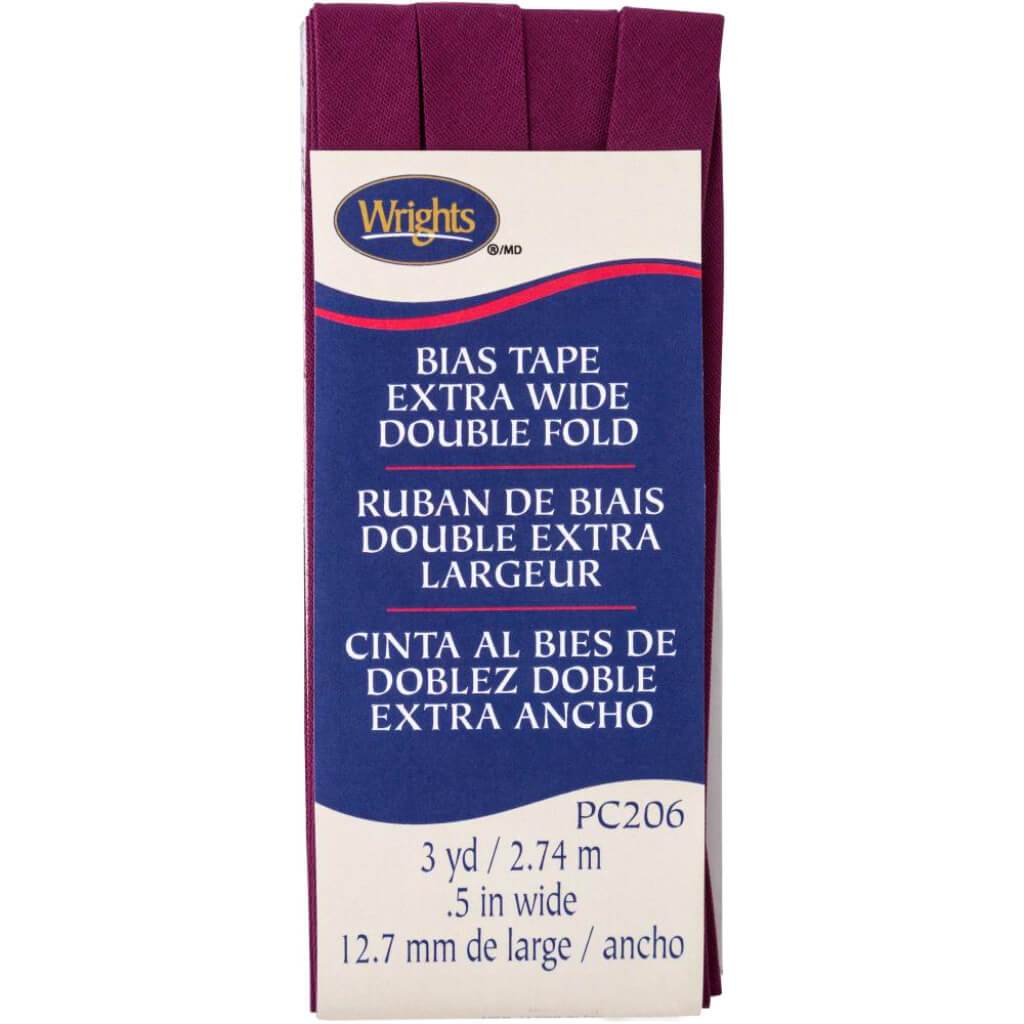 Wrights
®/MD
BIAS TAPE
EXTRA WIDE
DOUBLE FOLD
RUBAN DE BIAIS
DOUBLE EXTRA
LARGEUR
CINTA AL BIES DE
DOBLEZ DOBLE
EXTRA ANCHO
PC206
3 yd / 2.74 m
.5 in wide
12.7 mm de large / ancho